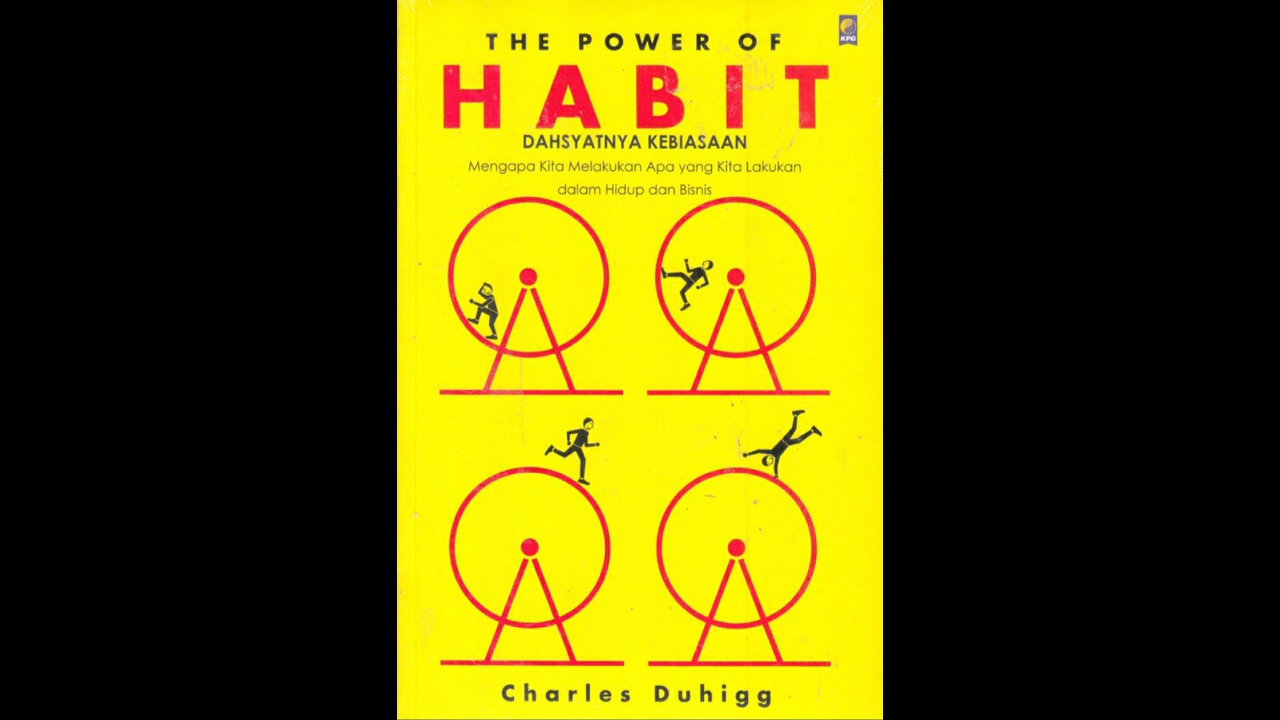 THE POWER OF
KPG
HABIT
DAHSYATNYA KEBIASAAN
Mengapa Kita Melakukan Apa yang Kita Lakukan
dalam Hidup dan Bisnis
Charles Duhigg